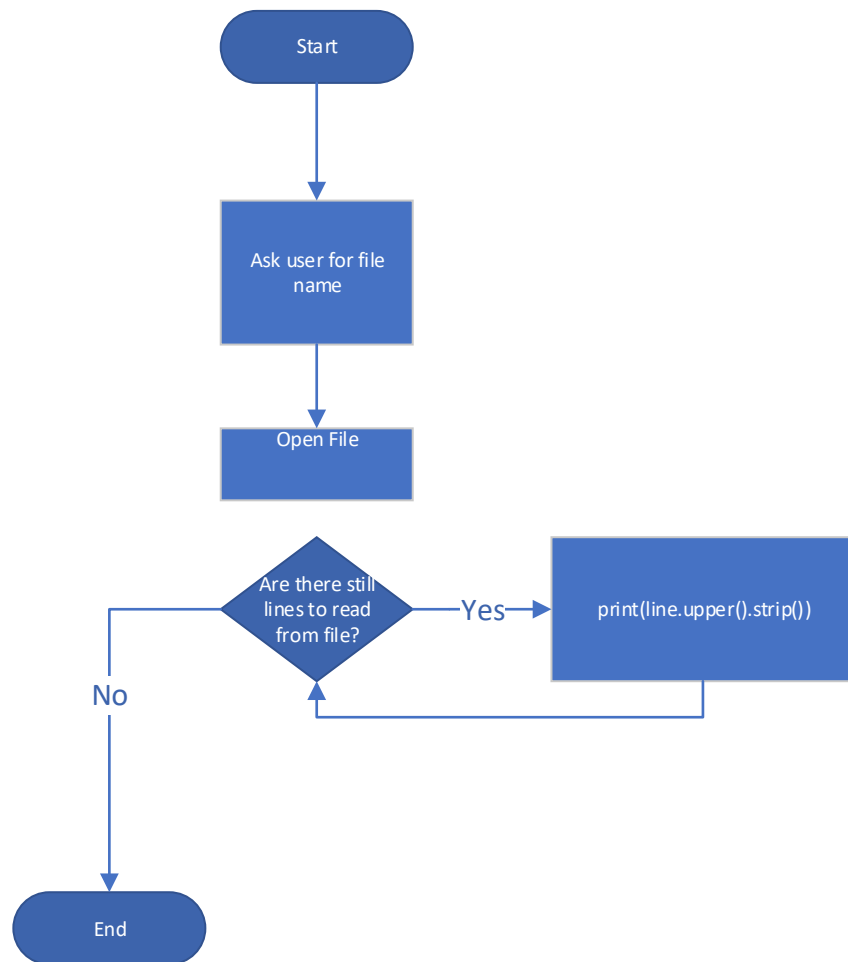 Start
Ask user for file
name
Open File
Are there still
lines to read
from file?
Yes
print(line.upper().strip())
No
End